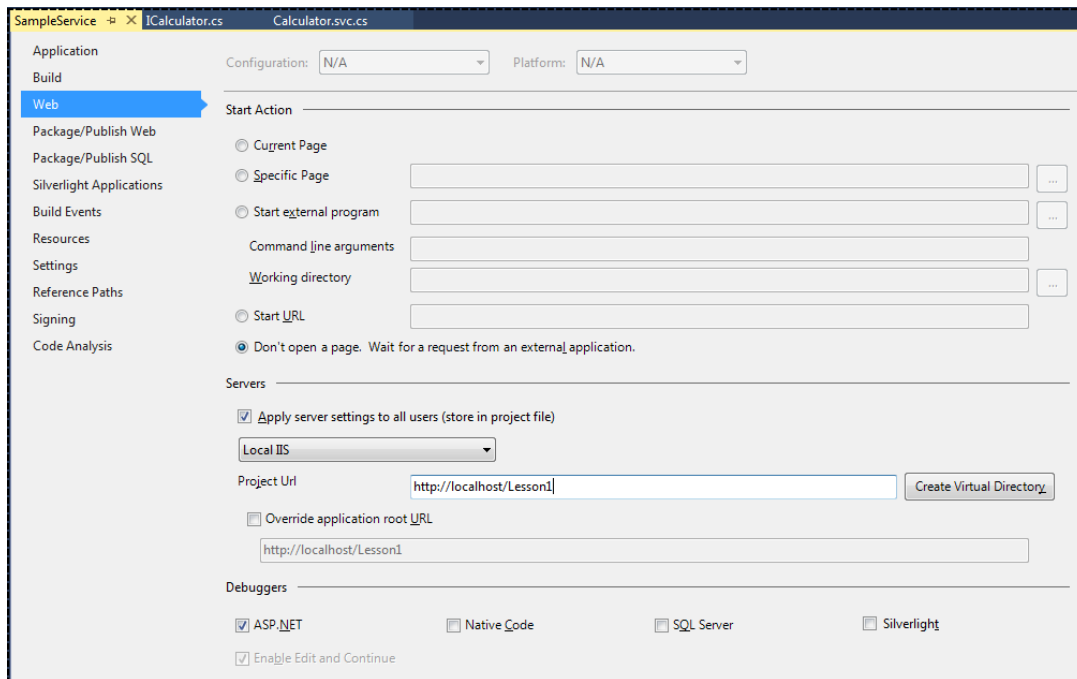 SampleService ICalculator.cs Calculator.svc.cs
Application
Build
Web
Package/Publish Web
Package/Publish SQL
Silverlight Applications
Build Events
Resources
Settings
Reference Paths
Signing
Code Analysis
Configuration: N/A Platform: N/A
Start Action
Current Page
Specific Page ...
Start external program ...
Command line arguments
Working directory ...
Start URL
Don't open a page. Wait for a request from an external application.
Servers
Apply server settings to all users (store in project file)
Local IIS
Project Url http://localhost/Lesson1 Create Virtual Directory
Override application root URL
http://localhost/Lesson1
Debuggers
ASP.NET Native Code SQL Server Silverlight
Enable Edit and Continue